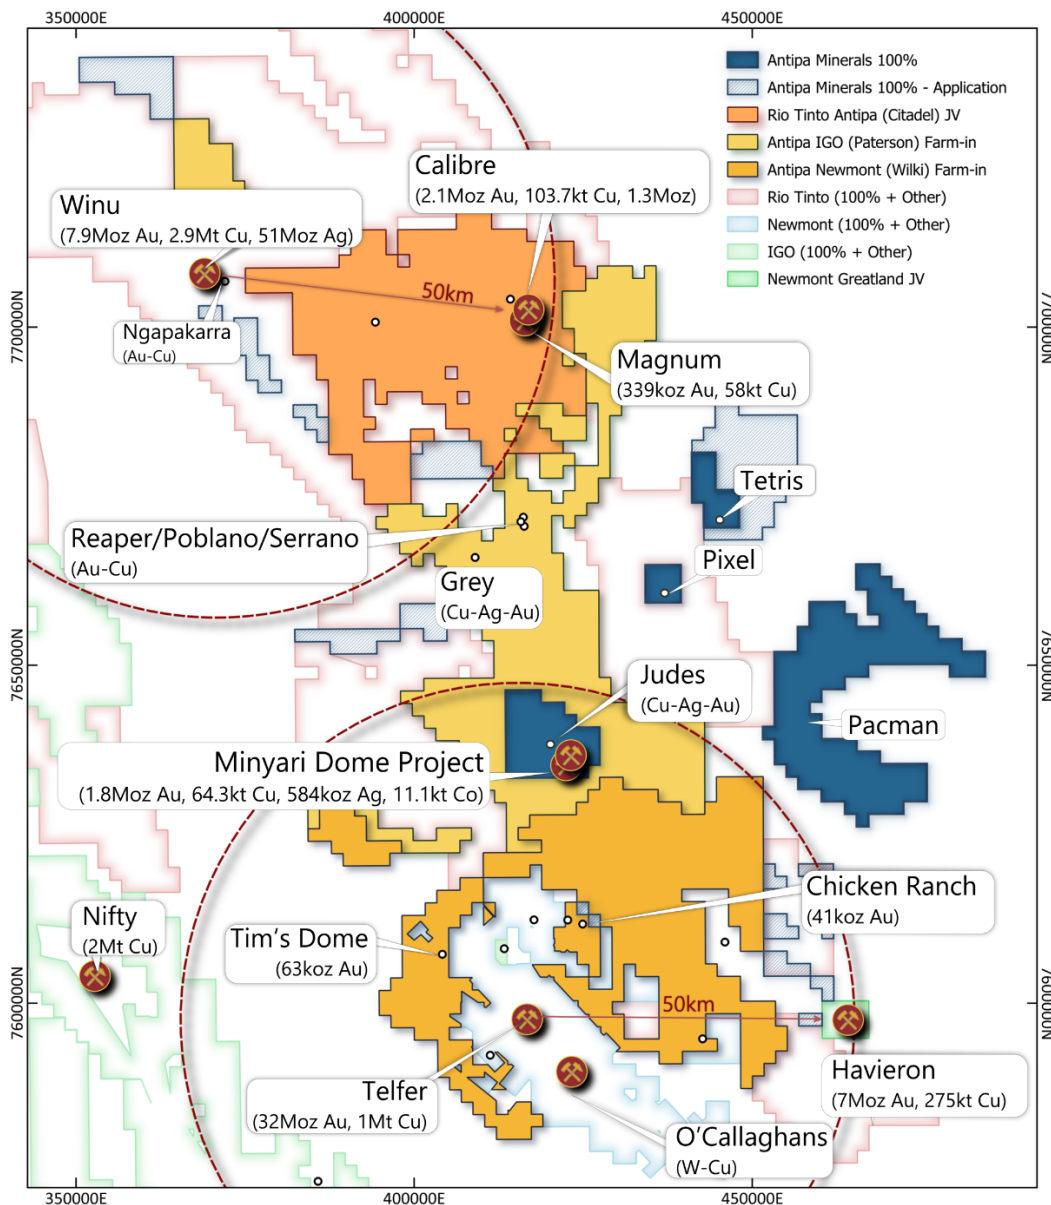 350000E
400000E
450000E
Antipa Minerals 100%
Antipa Minerals 100% - Application
Rio Tinto Antipa (Citadel) JV
Antipa IGO (Paterson) Farm-in
Antipa Newmont (Wilki) Farm-in
Rio Tinto (100% + Other)
Newmont (100% + Other)
IGO (100% + Other)
Newmont Greatland JV
Calibre
(2.1Moz Au, 103.7kt Cu, 1.3Moz)
Winu
(7.9Moz Au, 2.9Mt Cu, 51Moz Ag)
50km
Ngapakarra
(Au-Cu)
7700000N
7700000N
Magnum
(339koz Au, 58kt Cu)
Tetris
Reaper/Poblano/Serrano
(Au-Cu)
Pixel
Grey
(Cu-Ag-Au)
7650000N
7650000N
Judes
(Cu-Ag-Au)
Pacman
Minyari Dome Project
(1.8Moz Au, 64.3kt Cu, 584koz Ag, 11.1kt Co)
Chicken Ranch
(41koz Au)
Nifty
(2Mt Cu)
Tim's Dome
(63koz Au)
7600000N
7600000N
50km
Havieron
(7Moz Au, 275kt Cu)
Telfer
(32Moz Au, 1Mt Cu)
O'Callaghans
(W-Cu)
350000E
400000E
450000E